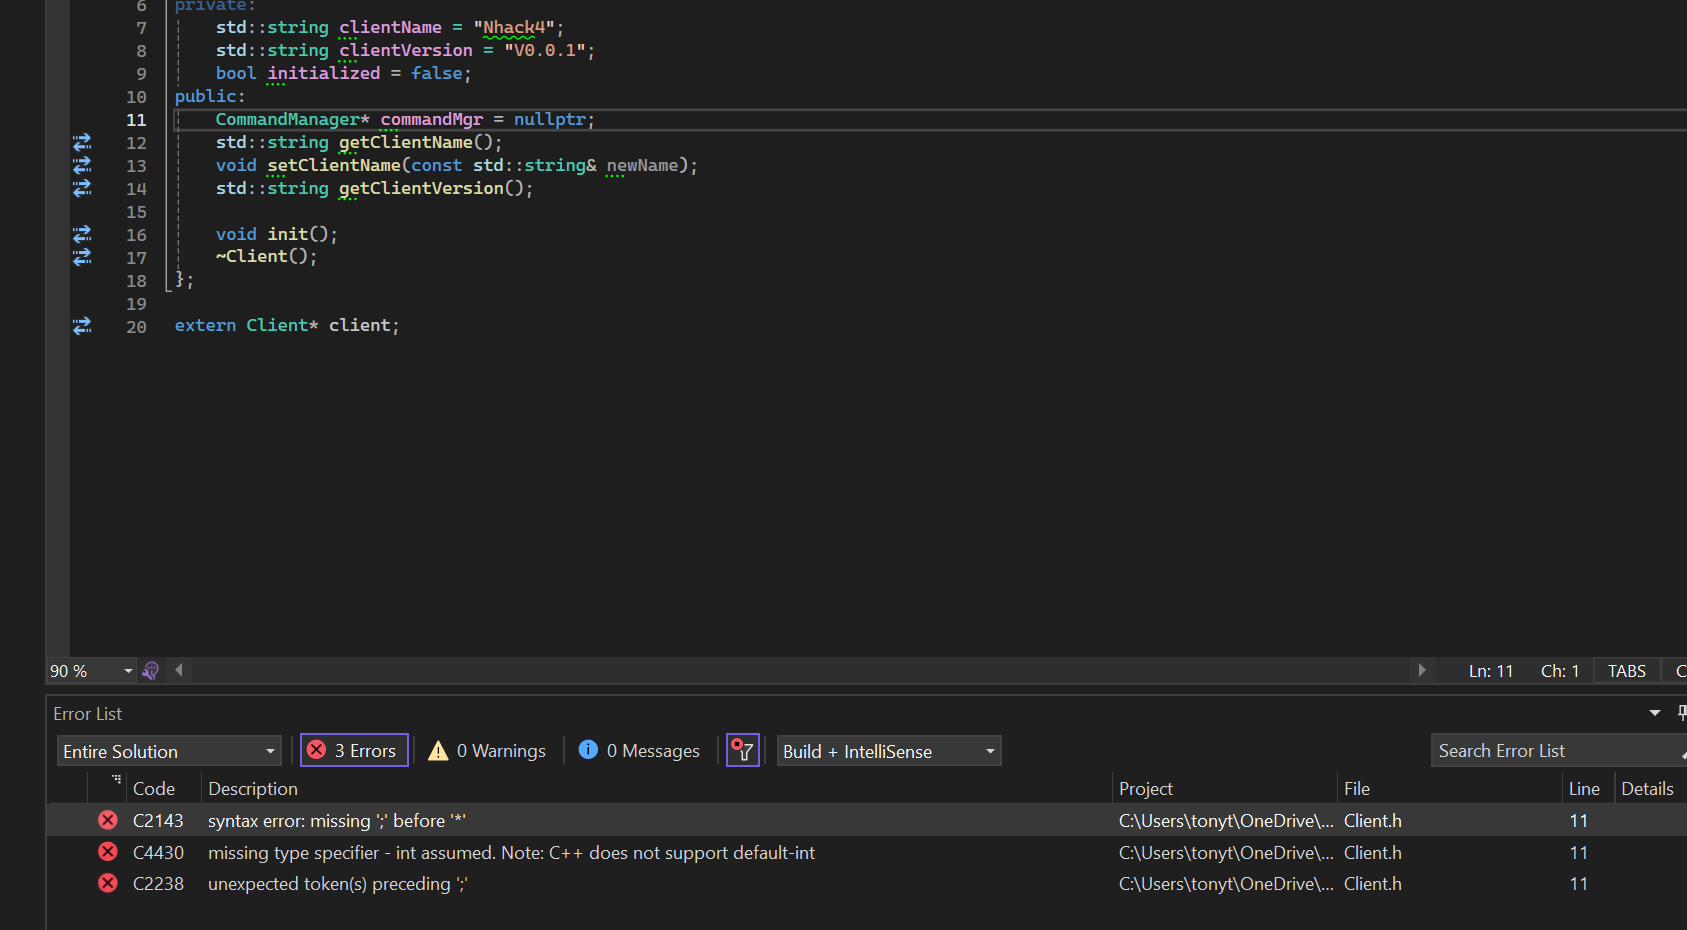 6 private:
7 std::string clientName = "Nhack4";
8 std::string clientVersion = "V0.0.1";
9 bool initialized = false;
10 public:
11 CommandManager* commandMgr = nullptr;
12 std::string getClientName();
13 void setClientName(const std::string& newName);
14 std::string getClientVersion();
15
16 void init();
17 ~Client();
18 };
19
20 extern Client* client;
90 % Ln: 11 Ch: 1 TABS C
Error List
Entire Solution 3 Errors 0 Warnings 0 Messages Build + IntelliSense Search Error List
Code Description Project File Line Details
C2143 syntax error: missing ';' before '*' C:\Users\tonyt\OneDrive\... Client.h 11
C4430 missing type specifier - int assumed. Note: C++ does not support default-int C:\Users\tonyt\OneDrive\... Client.h 11
C2238 unexpected token(s) preceding ';' C:\Users\tonyt\OneDrive\... Client.h 11